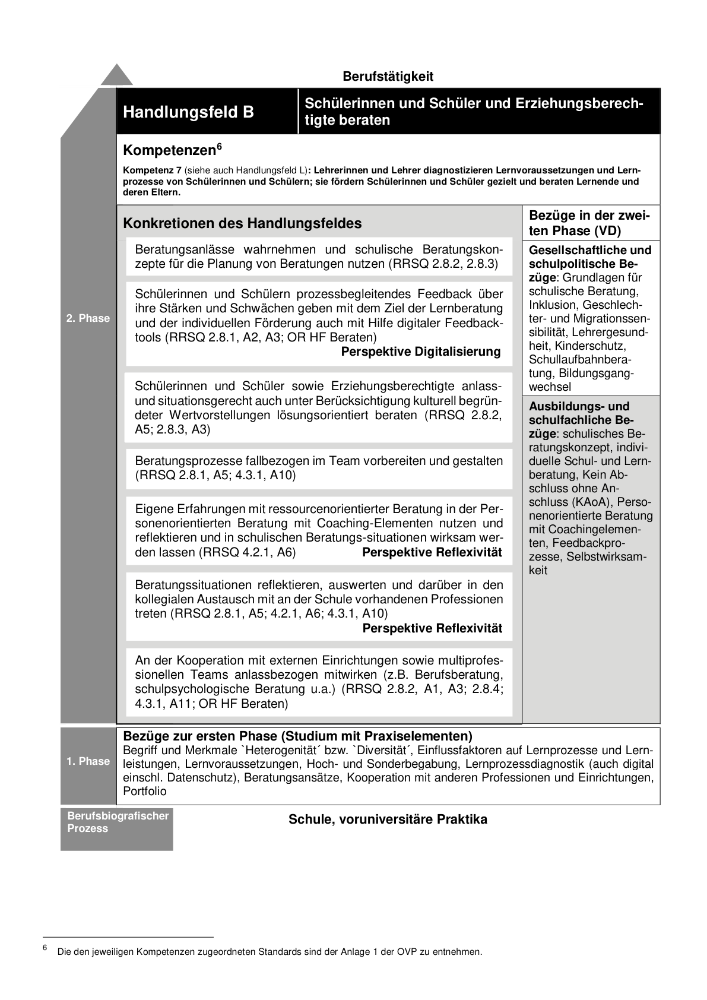 Berufstätigkeit
Handlungsfeld B
Schülerinnen und Schüler und Erziehungsberech-
tigte beraten
Kompetenzen6
Kompetenz 7 (siehe auch Handlungsfeld L): Lehrerinnen und Lehrer diagnostizieren Lernvoraussetzungen und Lern-
prozesse von Schülerinnen und Schülern; sie fördern Schülerinnen und Schüler gezielt und beraten Lernende und
deren Eltern.
2. Phase
Konkretionen des Handlungsfeldes
Beratungsanlässe wahrnehmen und schulische Beratungskon-
zepte für die Planung von Beratungen nutzen (RRSQ 2.8.2, 2.8.3)
Schülerinnen und Schülern prozessbegleitendes Feedback über
ihre Stärken und Schwächen geben mit dem Ziel der Lernberatung
und der individuellen Förderung auch mit Hilfe digitaler Feedback-
tools (RRSQ 2.8.1, A2, A3; OR HF Beraten)
Perspektive Digitalisierung
Schülerinnen und Schüler sowie Erziehungsberechtigte anlass-
und situationsgerecht auch unter Berücksichtigung kulturell begrün-
deter Wertvorstellungen lösungsorientiert beraten (RRSQ 2.8.2,
A5; 2.8.3, A3)
Beratungsprozesse fallbezogen im Team vorbereiten und gestalten
(RRSQ 2.8.1, A5; 4.3.1, A10)
Eigene Erfahrungen mit ressourcenorientierter Beratung in der Per-
sonenorientierten Beratung mit Coaching-Elementen nutzen und
reflektieren und in schulischen Beratungs-situationen wirksam wer-
den lassen (RRSQ 4.2.1, A6) Perspektive Reflexivität
Beratungssituationen reflektieren, auswerten und darüber in den
kollegialen Austausch mit an der Schule vorhandenen Professionen
treten (RRSQ 2.8.1, A5; 4.2.1, A6; 4.3.1, A10)
Perspektive Reflexivität
An der Kooperation mit externen Einrichtungen sowie multiprofes-
sionellen Teams anlassbezogen mitwirken (z.B. Berufsberatung,
schulpsychologische Beratung u.a.) (RRSQ 2.8.2, A1, A3; 2.8.4;
4.3.1, A11; OR HF Beraten)
Bezüge in der zwei-
ten Phase (VD)
Gesellschaftliche und
schulpolitische Be-
züge: Grundlagen für
schulische Beratung,
Inklusion, Geschlech-
ter- und Migrationssen-
sibilität, Lehrergesund-
heit, Kinderschutz,
Schullaufbahnbera-
tung, Bildungsgang-
wechsel
Ausbildungs- und
schulfachliche Be-
züge: schulisches Be-
ratungskonzept, indivi-
duelle Schul- und Lern-
beratung, Kein Ab-
schluss ohne An-
schluss (KAoA), Perso-
nenorientierte Beratung
mit Coachingelemen-
ten, Feedbackpro-
zesse, Selbstwirksam-
keit
1. Phase
Bezüge zur ersten Phase (Studium mit Praxiselementen)
Begriff und Merkmale `Heterogenität´ bzw. `Diversität´, Einflussfaktoren auf Lernprozesse und Lern-
leistungen, Lernvoraussetzungen, Hoch- und Sonderbegabung, Lernprozessdiagnostik (auch digital
einschl. Datenschutz), Beratungsansätze, Kooperation mit anderen Professionen und Einrichtungen,
Portfolio
Berufsbiografischer
Prozess
Schule, voruniversitäre Praktika
6 Die den jeweiligen Kompetenzen zugeordneten Standards sind der Anlage 1 der OVP zu entnehmen.